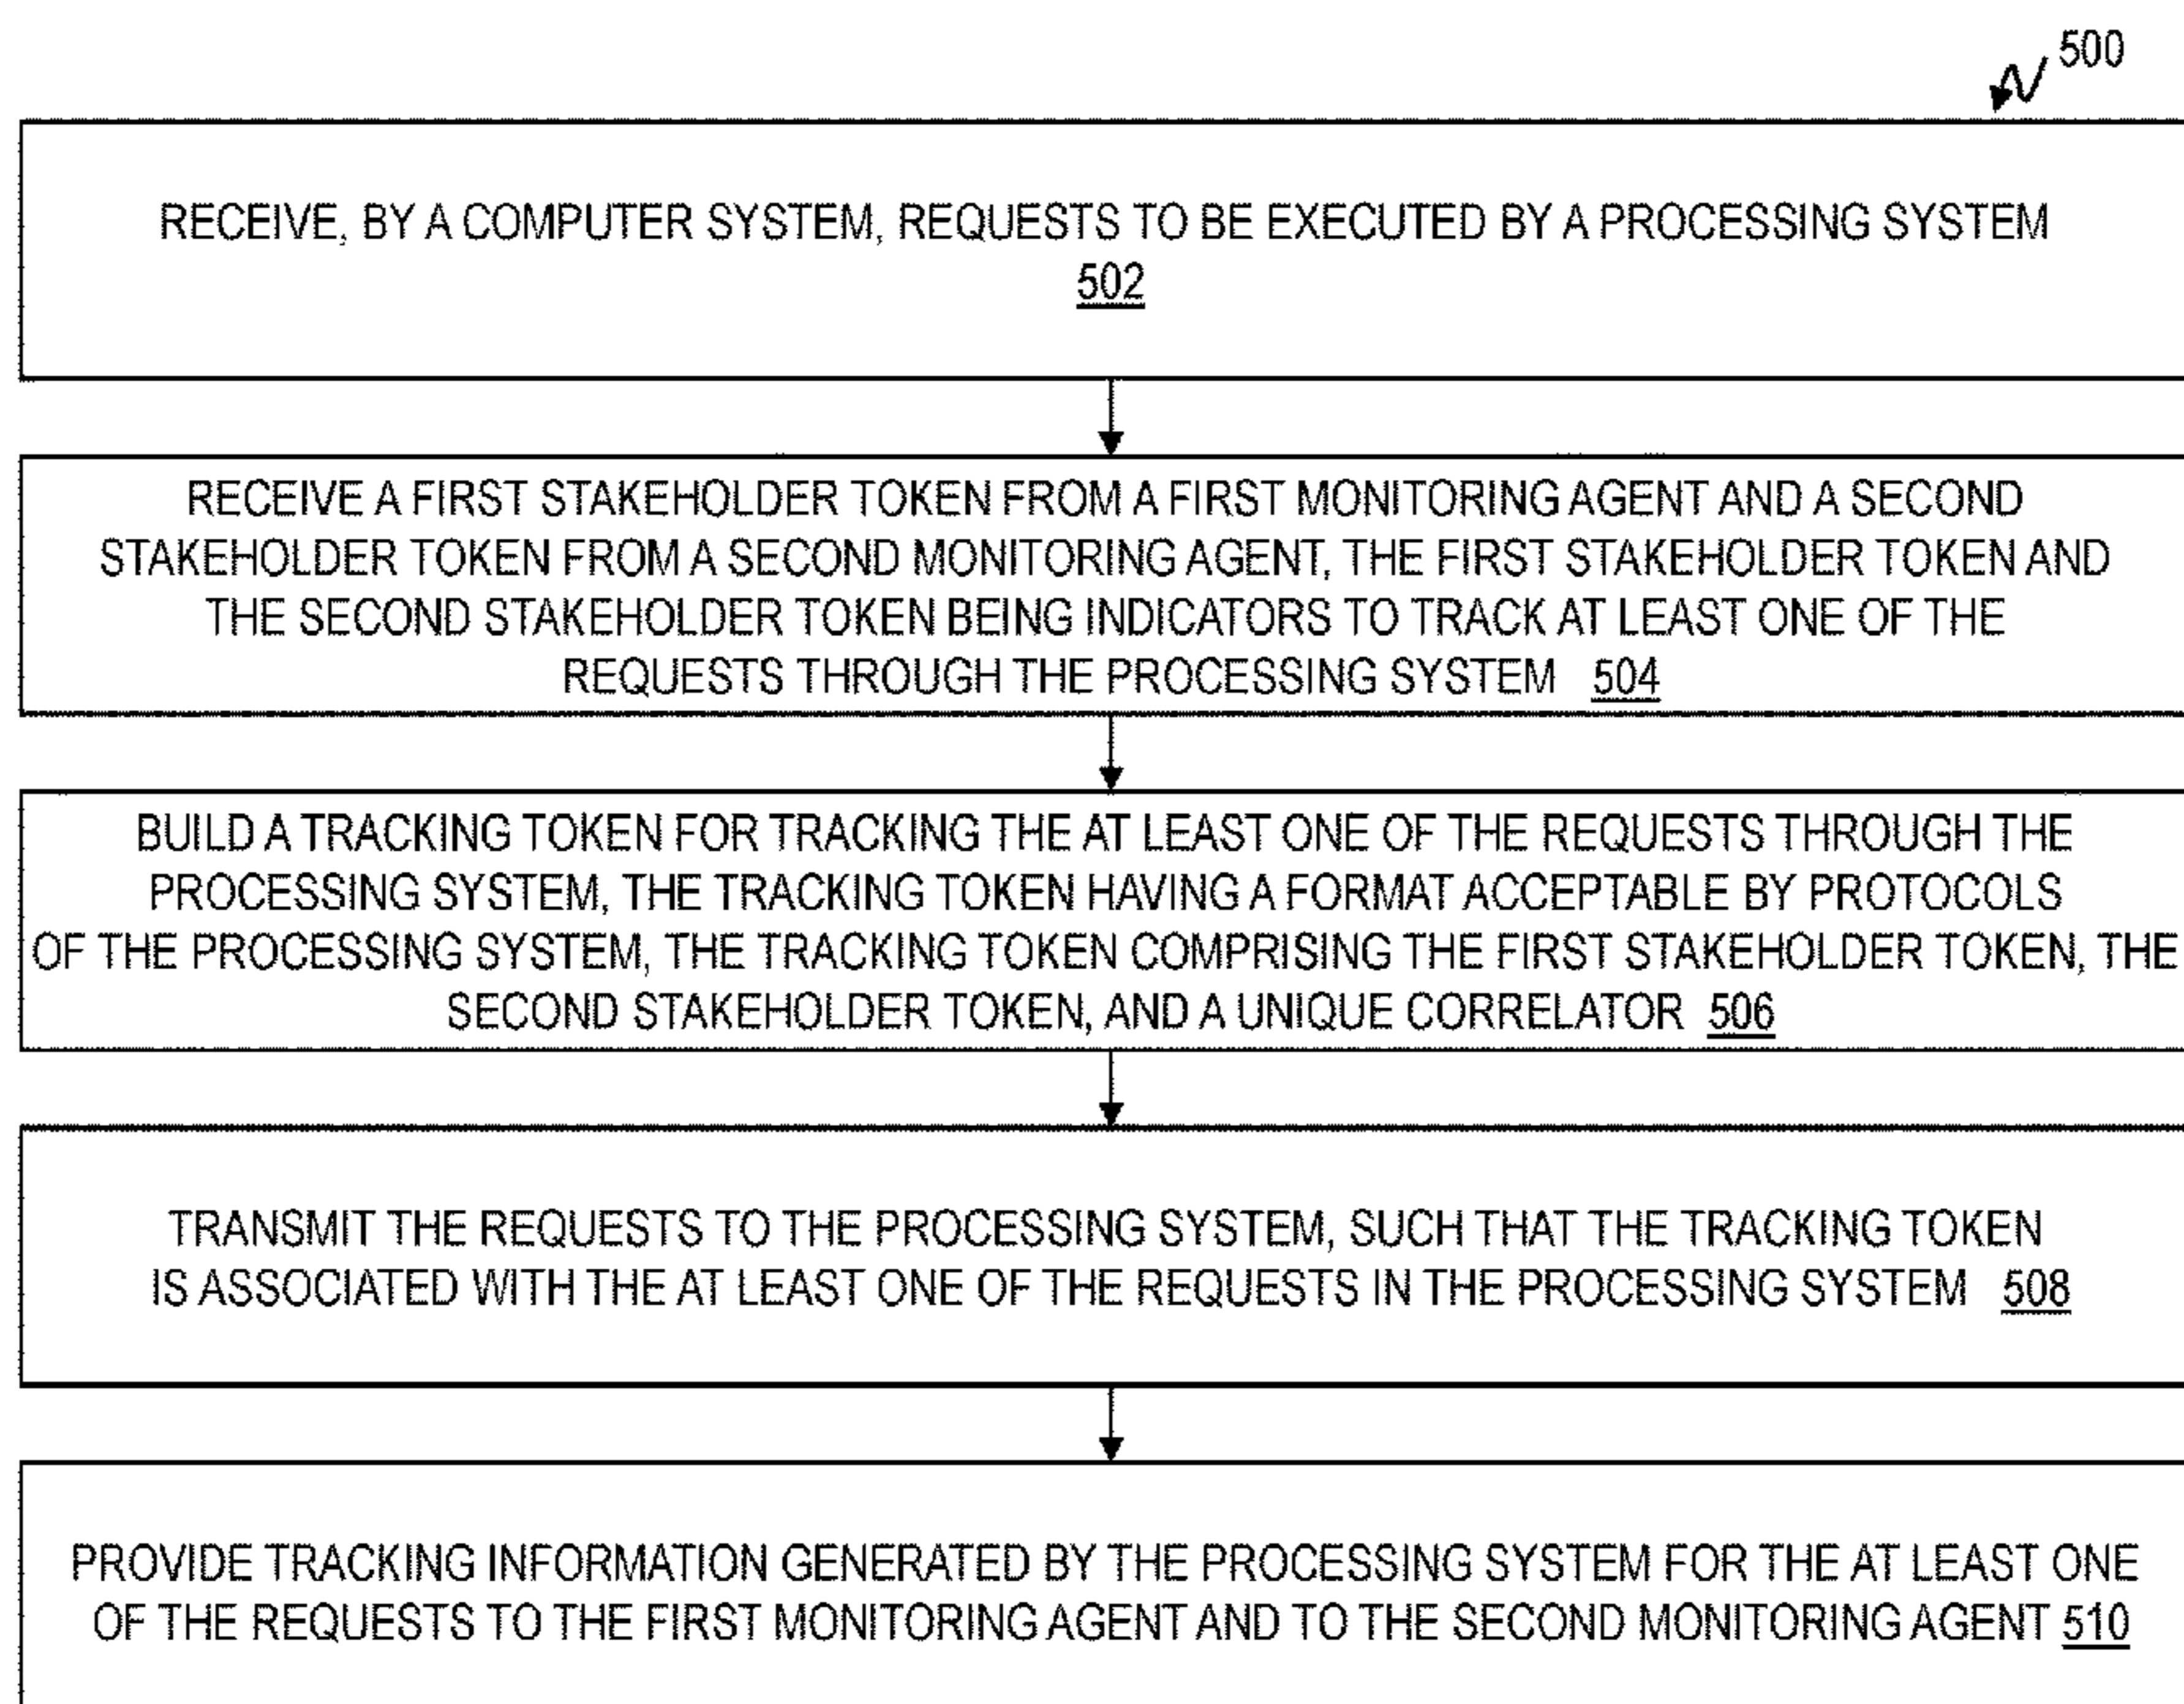 500
RECEIVE, BY A COMPUTER SYSTEM, REQUESTS TO BE EXECUTED BY A PROCESSING SYSTEM
502
RECEIVE A FIRST STAKEHOLDER TOKEN FROM A FIRST MONITORING AGENT AND A SECOND
STAKEHOLDER TOKEN FROM A SECOND MONITORING AGENT, THE FIRST STAKEHOLDER TOKEN AND
THE SECOND STAKEHOLDER TOKEN BEING INDICATORS TO TRACK AT LEAST ONE OF THE
REQUESTS THROUGH THE PROCESSING SYSTEM 504
BUILD A TRACKING TOKEN FOR TRACKING THE AT LEAST ONE OF THE REQUESTS THROUGH THE
PROCESSING SYSTEM, THE TRACKING TOKEN HAVING A FORMAT ACCEPTABLE BY PROTOCOLS
OF THE PROCESSING SYSTEM, THE TRACKING TOKEN COMPRISING THE FIRST STAKEHOLDER TOKEN, THE
SECOND STAKEHOLDER TOKEN, AND A UNIQUE CORRELATOR 506
TRANSMIT THE REQUESTS TO THE PROCESSING SYSTEM, SUCH THAT THE TRACKING TOKEN
IS ASSOCIATED WITH THE AT LEAST ONE OF THE REQUESTS IN THE PROCESSING SYSTEM 508
PROVIDE TRACKING INFORMATION GENERATED BY THE PROCESSING SYSTEM FOR THE AT LEAST ONE
OF THE REQUESTS TO THE FIRST MONITORING AGENT AND TO THE SECOND MONITORING AGENT 510